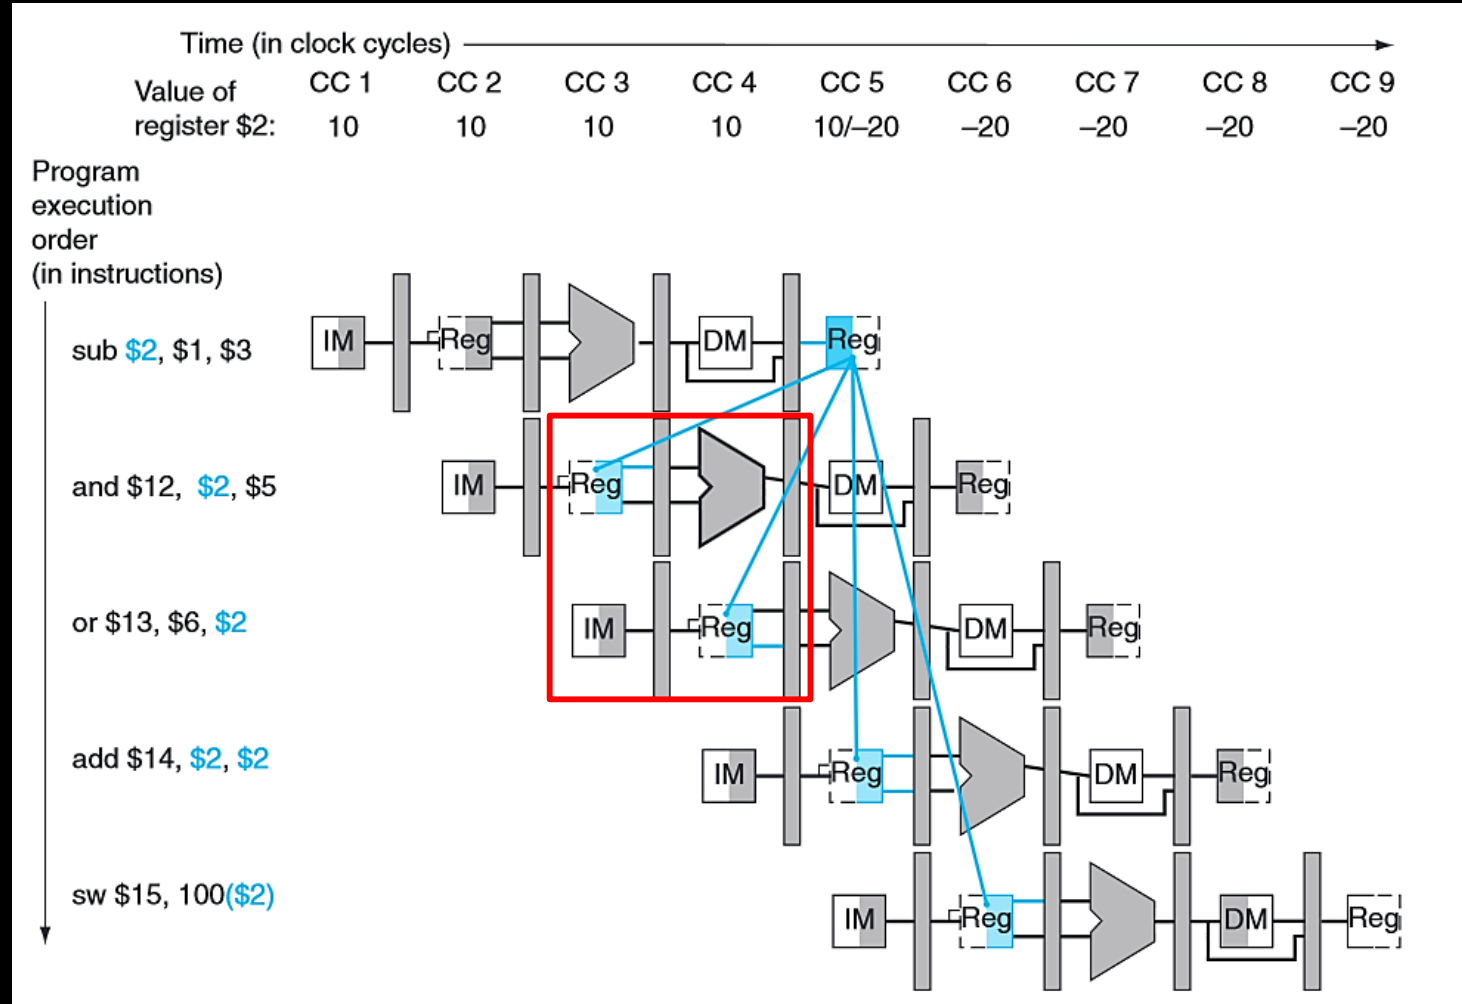 Time (in clock cycles)
CC 1 CC 2 CC 3 CC 4 CC 5 CC 6 CC 7 CC 8 CC 9
Value of
register $2: 10 10 10 10 10/–20 –20 –20 –20 –20
Program
execution
order
(in instructions)
sub $2, $1, $3 IM Reg DM Reg
and $12, $2, $5 IM Reg DM Reg
or $13, $6, $2 IM Reg DM Reg
add $14, $2, $2 IM Reg DM Reg
sw $15, 100($2) IM Reg DM Reg